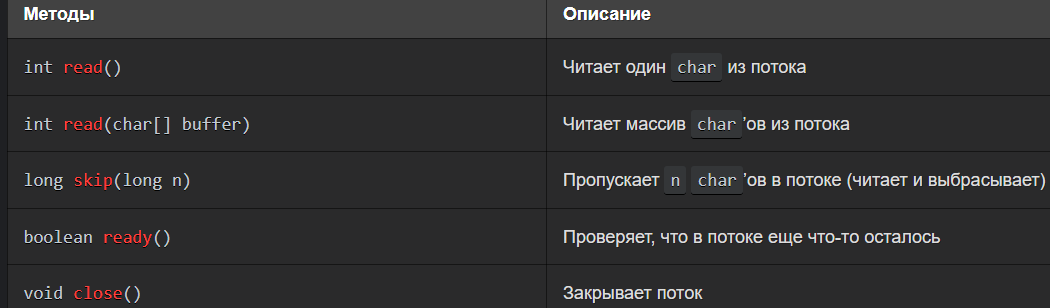 Методы Описание
int read() Читает один char из потока
int read(char[] buffer) Читает массив char’ов из потока
long skip(long n) Пропускает n char’ов в потоке (читает и выбрасывает)
boolean ready() Проверяет, что в потоке еще что-то осталось
void close() Закрывает поток